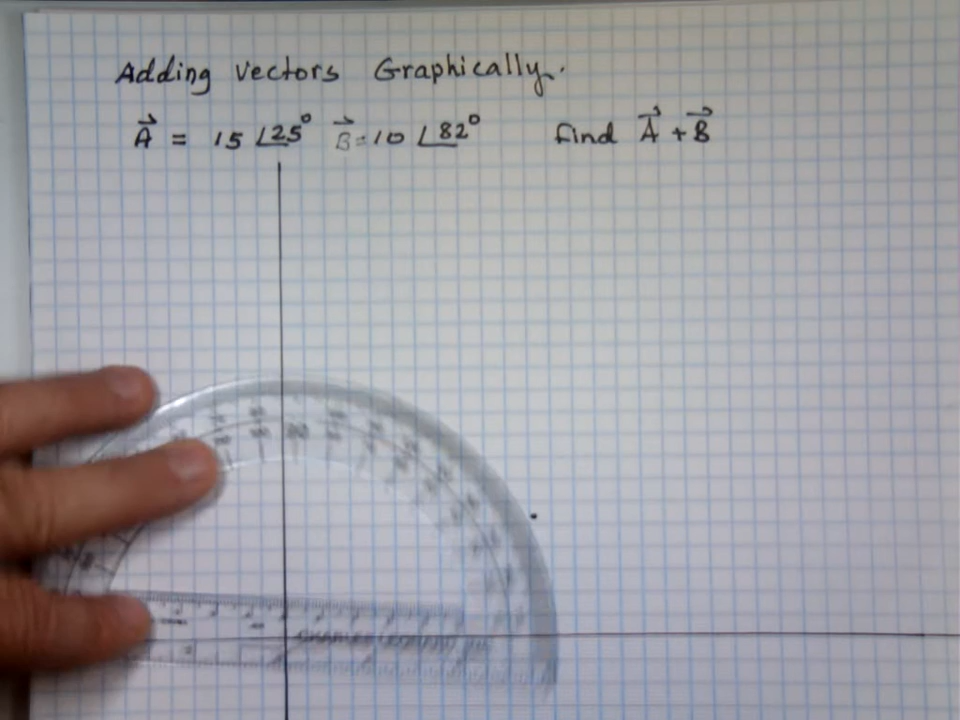 Adding Vectors Graphically.
A⃗ = 15 ∠25° B⃗ = 10 ∠82° Find A⃗ + B⃗